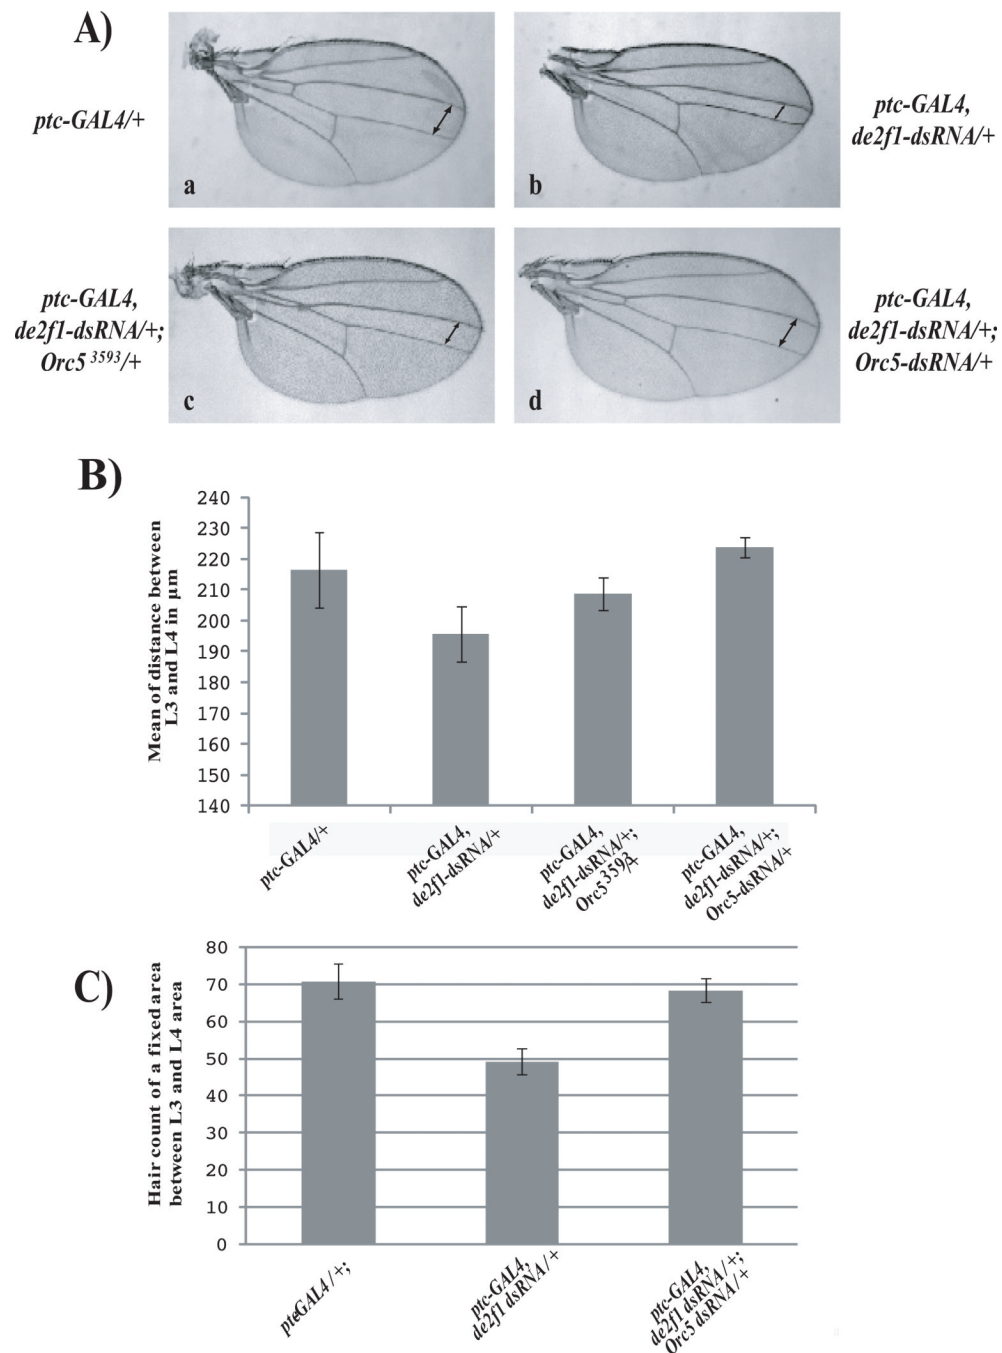 A)
ptc-GAL4/+
a
ptc-GAL4,
de2f1-dsRNA/+
b
ptc-GAL4,
de2f1-dsRNA/+;
Orc5 3593/+
c
ptc-GAL4,
de2f1-dsRNA/+;
Orc5-dsRNA/+
d
B)
Mean of distance between
L3 and L4 in µm
240
230
220
210
200
190
180
170
160
150
140
ptc-GAL4/+
ptc-GAL4,
de2f1-dsRNA/+
ptc-GAL4,
de2f1-dsRNA/+;
ptc-GAL4,
de2f1-dsRNA/+;
Orc5-dsRNA/+
C)
Hair count of a fixed area
between L3 and L4 area
80
70
60
50
40
30
20
10
0
GAL4/+;
ptc-GAL4,
de2f1 dsRNA/+
ptc-GAL4,
de2f1 dsRNA/+;
Orc5 dsRNA/+